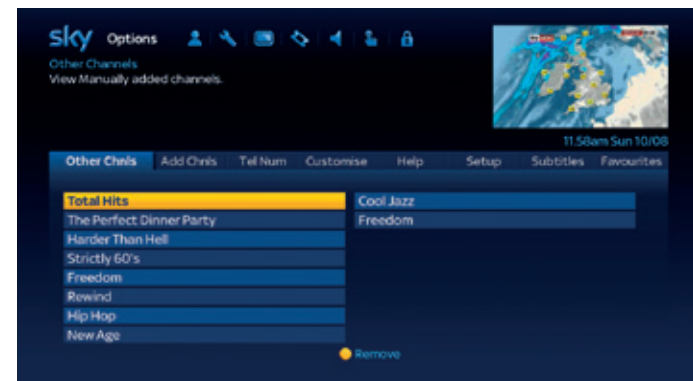 sky Options
Other Channels
View Manually added channels.
11.58am Sun 10/08
Other Chnls Add Chnls Tel Num Customise Help Setup Subtitles Favourites
Total Hits Cool Jazz
The Perfect Dinner Party Freedom
Harder Than Hell
Strictly 60's
Freedom
Rewind
Hip Hop
New Age
Remove